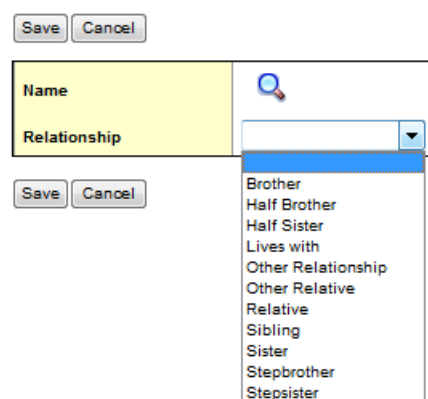 Save Cancel
Name
Relationship
Brother
Half Brother
Half Sister
Lives with
Other Relationship
Other Relative
Relative
Sibling
Sister
Stepbrother
Stepsister
Save Cancel